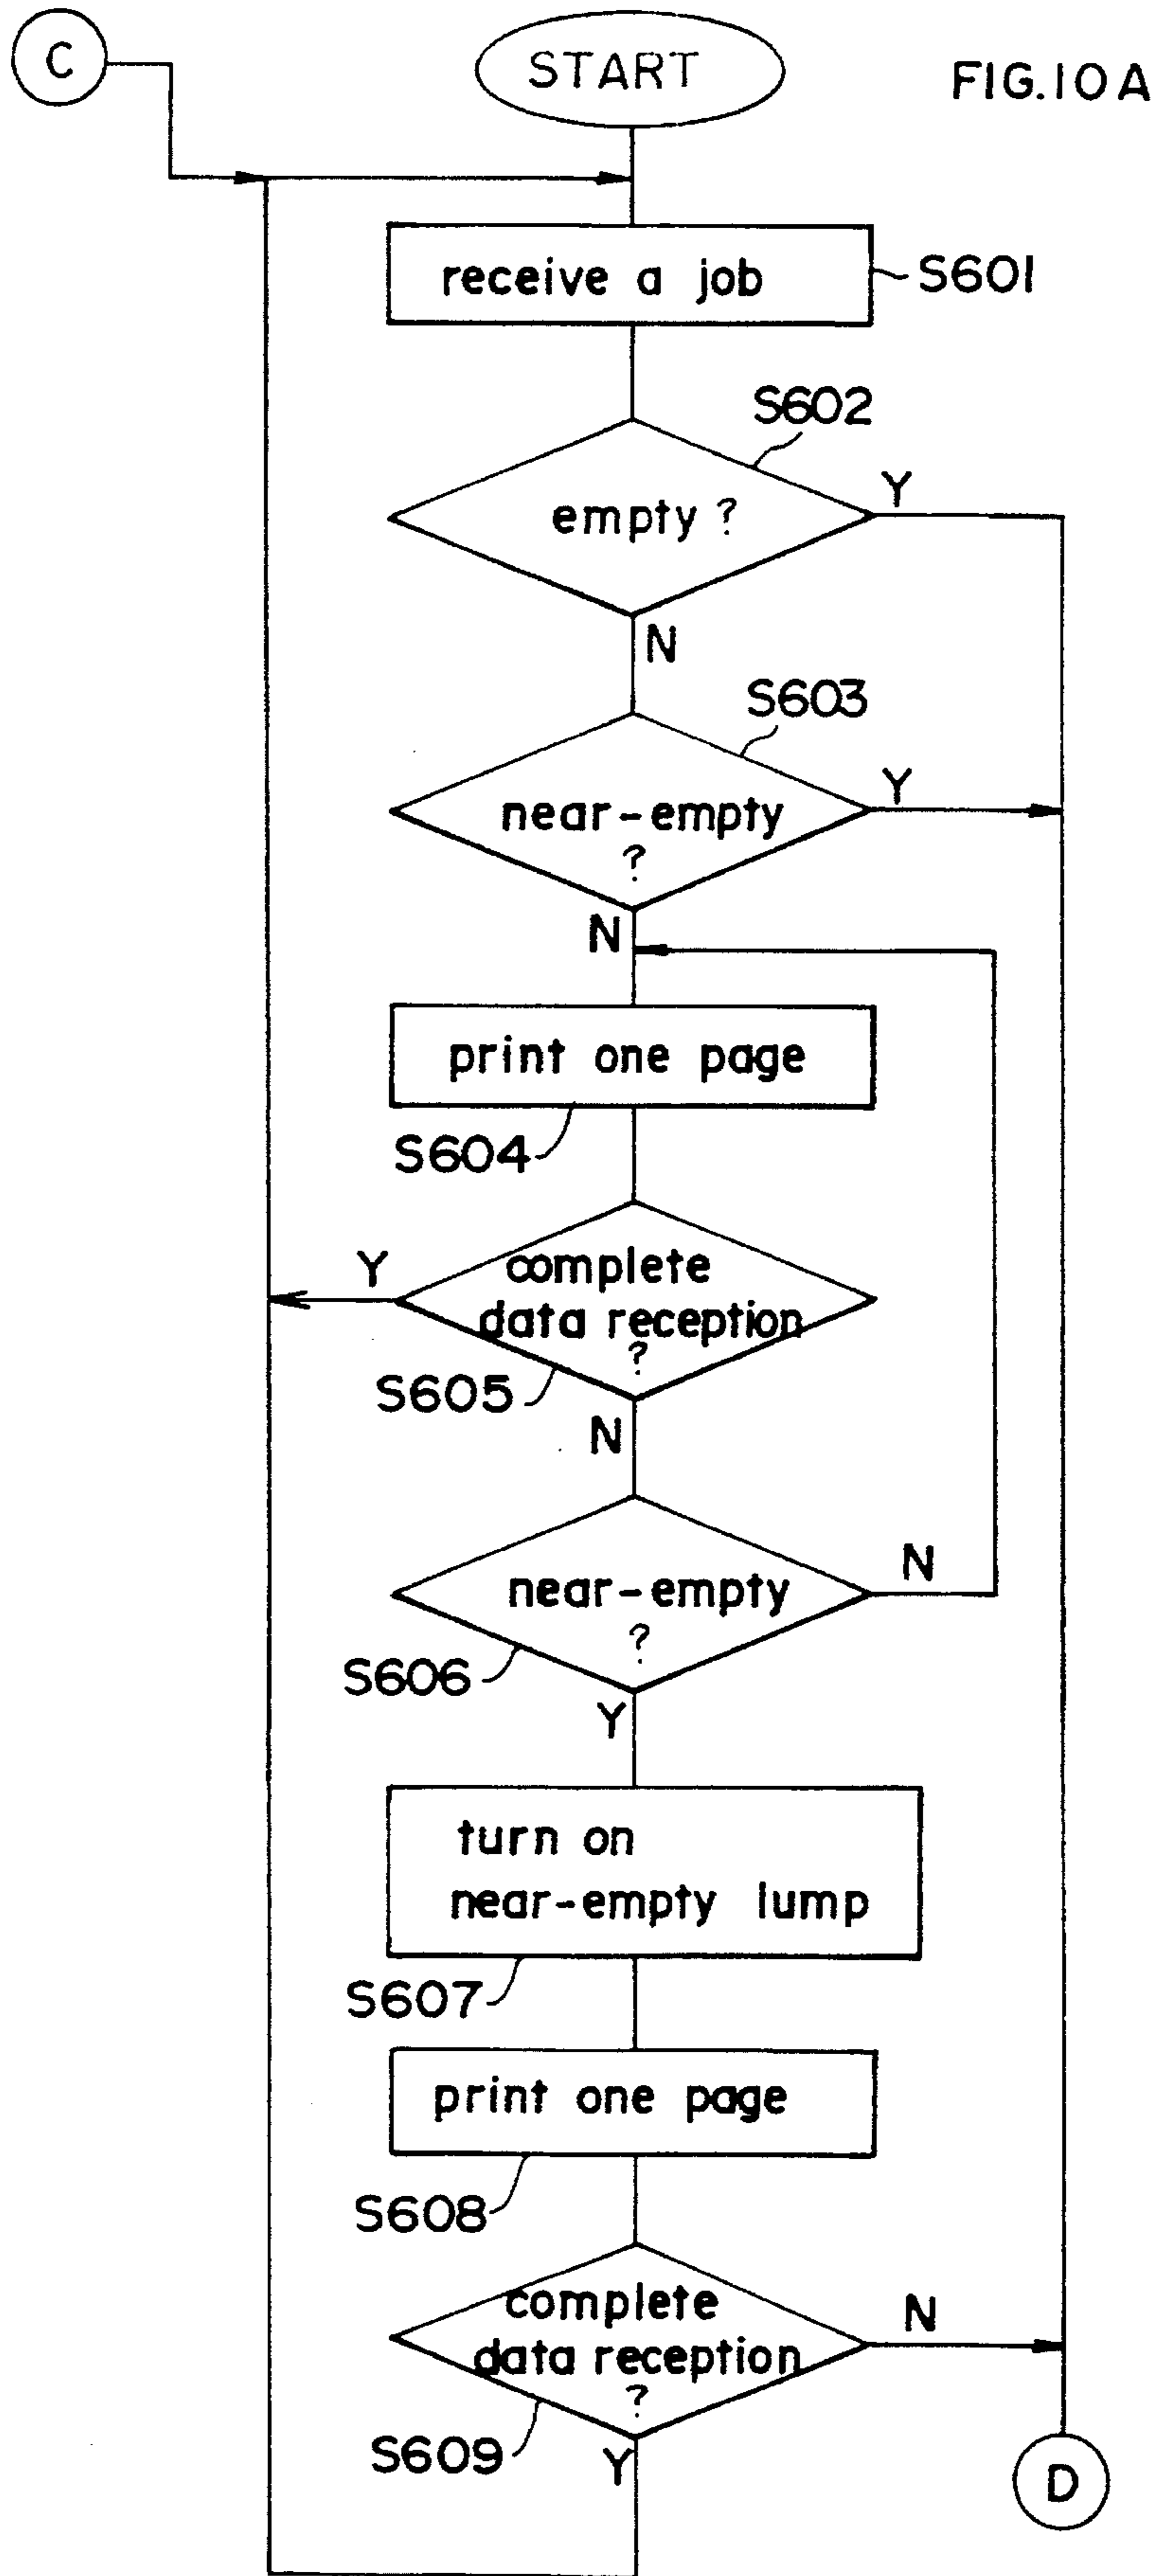 C
START
FIG.10A
receive a job
S601
S602
empty ?
Y
N
S603
near-empty
?
Y
N
print one page
S604
complete
data reception
?
Y
S605
N
near-empty
?
N
S606
Y
turn on
near-empty lump
S607
print one page
S608
complete
data reception
?
N
S609
Y
D